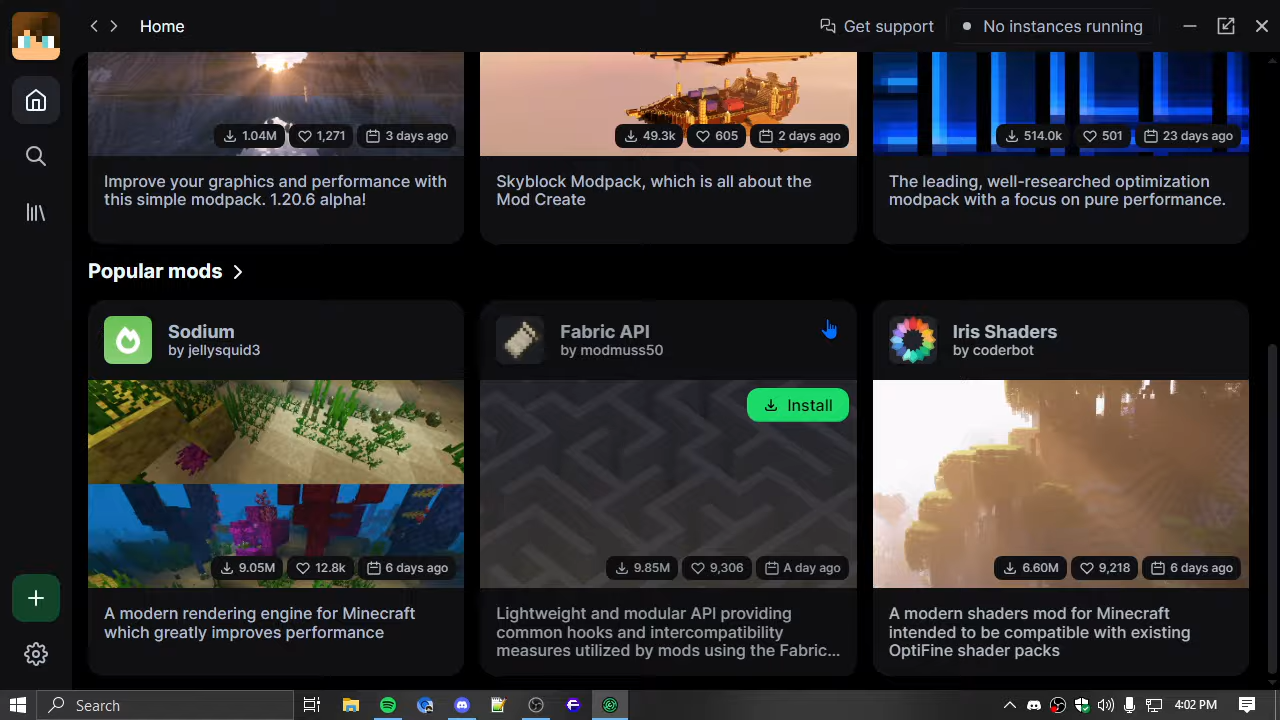 Home
Get support
No instances running
1.04M 1,271 3 days ago
49.3k 605 2 days ago
514.0k 501 23 days ago
Improve your graphics and performance with
this simple modpack. 1.20.6 alpha!
Skyblock Modpack, which is all about the
Mod Create
The leading, well-researched optimization
modpack with a focus on pure performance.
Popular mods
Sodium
by jellysquid3
Fabric API
by modmuss50
Iris Shaders
by coderbot
Install
9.05M 12.8k 6 days ago
9.85M 9,306 A day ago
6.60M 9,218 6 days ago
A modern rendering engine for Minecraft
which greatly improves performance
Lightweight and modular API providing
common hooks and intercompatibility
measures utilized by mods using the Fabric...
A modern shaders mod for Minecraft
intended to be compatible with existing
OptiFine shader packs
Search
4:02 PM